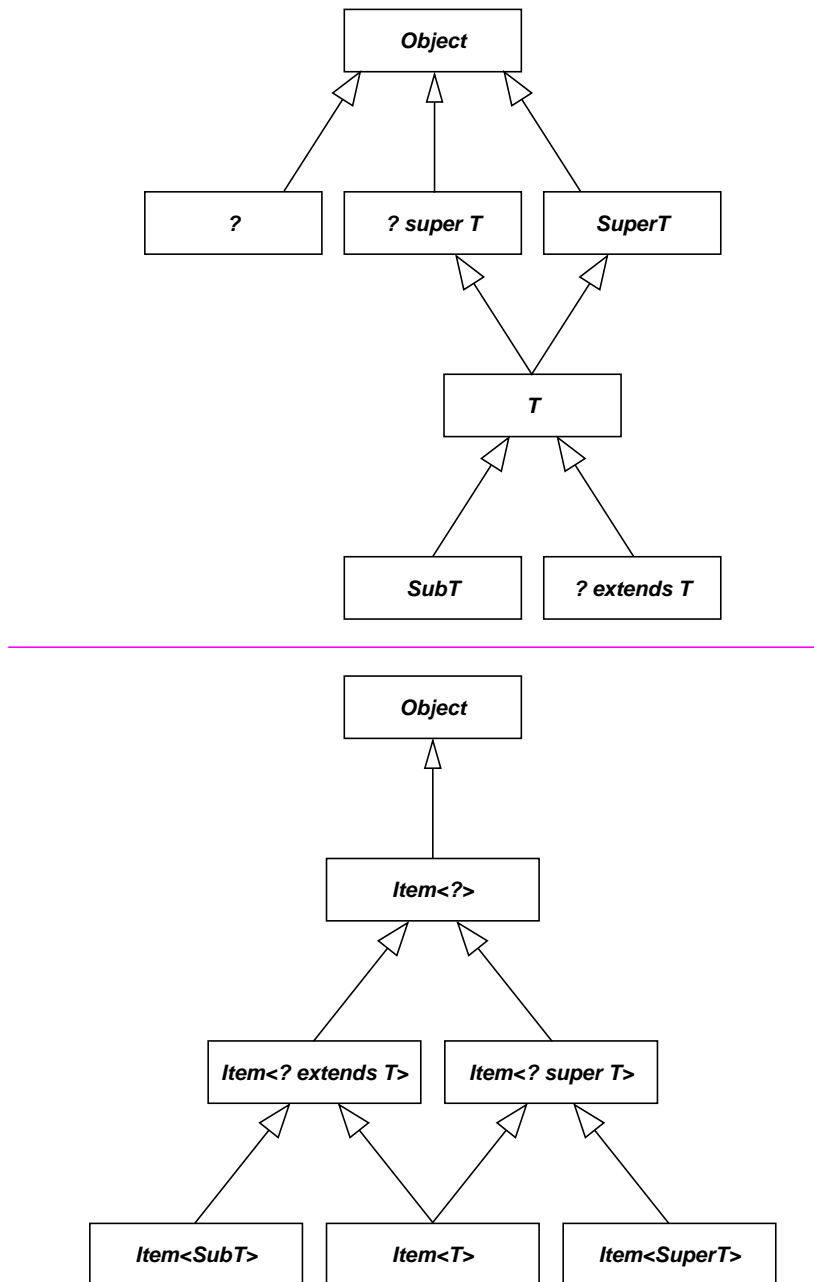 Object
?
? super T
SuperT
T
SubT
? extends T
Object
Item<?>
Item<? extends T>
Item<? super T>
Item<SubT>
Item<T>
Item<SuperT>